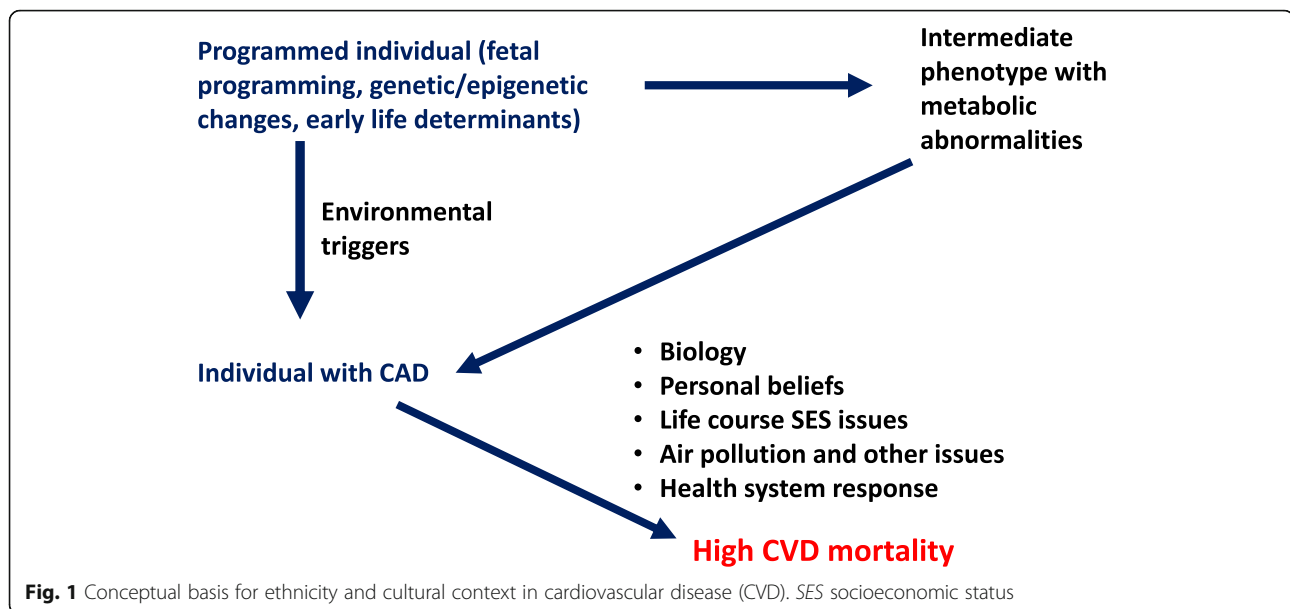 Programmed individual (fetal
programming, genetic/epigenetic
changes, early life determinants)
Intermediate
phenotype with
metabolic
abnormalities
Environmental
triggers
Individual with CAD
• Biology
• Personal beliefs
• Life course SES issues
• Air pollution and other issues
• Health system response
High CVD mortality
Fig. 1 Conceptual basis for ethnicity and cultural context in cardiovascular disease (CVD). SES socioeconomic status